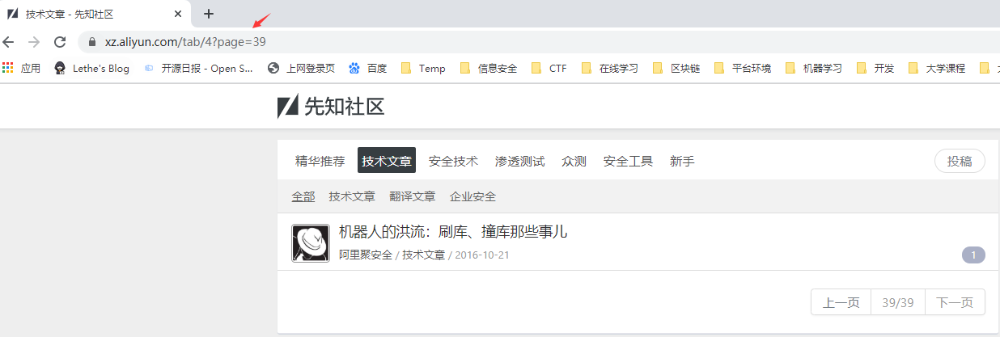 技术文章 - 先知社区
xz.aliyun.com/tab/4?page=39
应用 Lethe's Blog 开源日报 - Open S... 上网登录页 百度 Temp 信息安全 CTF 在线学习 区块链 平台环境 机器学习 开发 大学课程
先知社区
精华推荐 技术文章 安全技术 渗透测试 众测 安全工具 新手 投稿
全部 技术文章 翻译文章 企业安全
机器人的洪流：刷库、撞库那些事儿
阿里聚安全 / 技术文章 / 2016-10-21 1
上一页 39/39 下一页